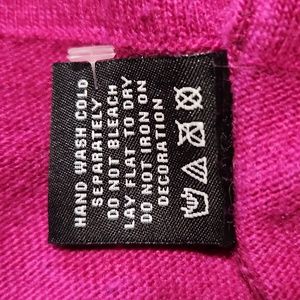 HAND WASH COLD
SEPARATELY
DO NOT BLEACH
LAY FLAT TO DRY
DO NOT IRON ON
DECORATION